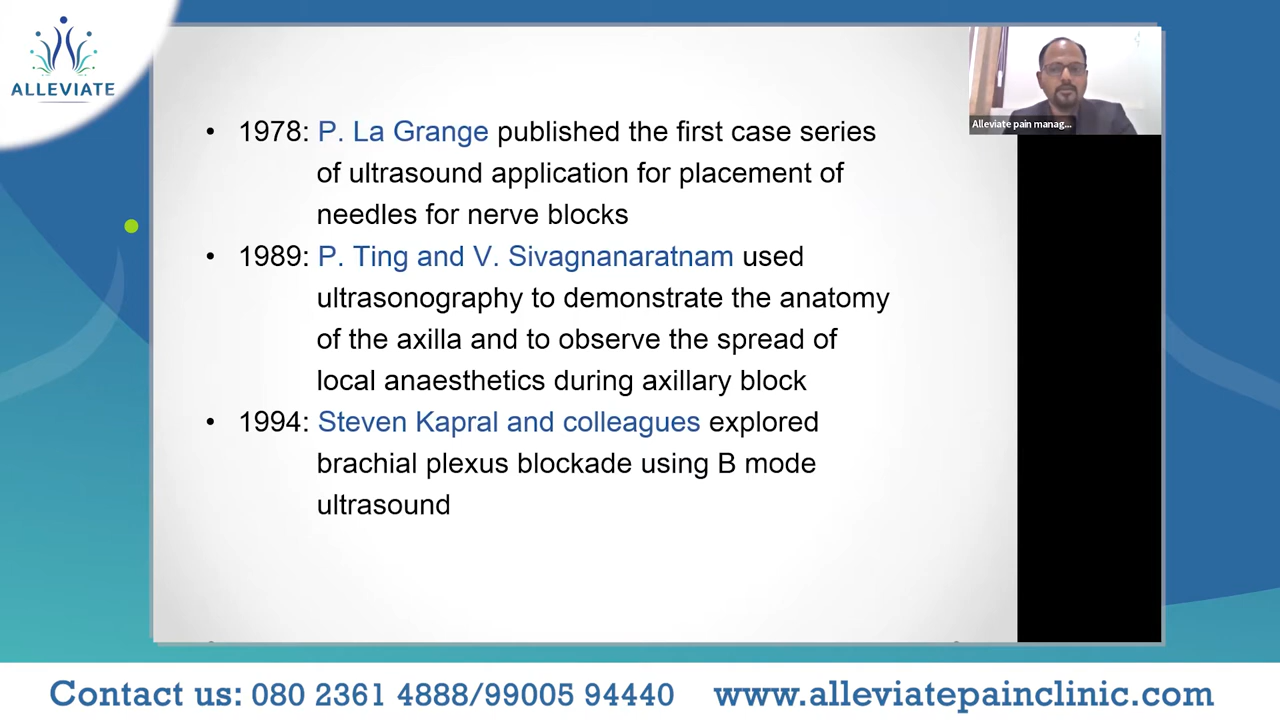 ALLEVIATE
Alleviate pain manag...
• 1978: P. La Grange published the first case series
of ultrasound application for placement of
needles for nerve blocks
• 1989: P. Ting and V. Sivagnanaratnam used
ultrasonography to demonstrate the anatomy
of the axilla and to observe the spread of
local anaesthetics during axillary block
• 1994: Steven Kapral and colleagues explored
brachial plexus blockade using B mode
ultrasound
Contact us: 080 2361 4888/99005 94440 www.alleviatepainclinic.com